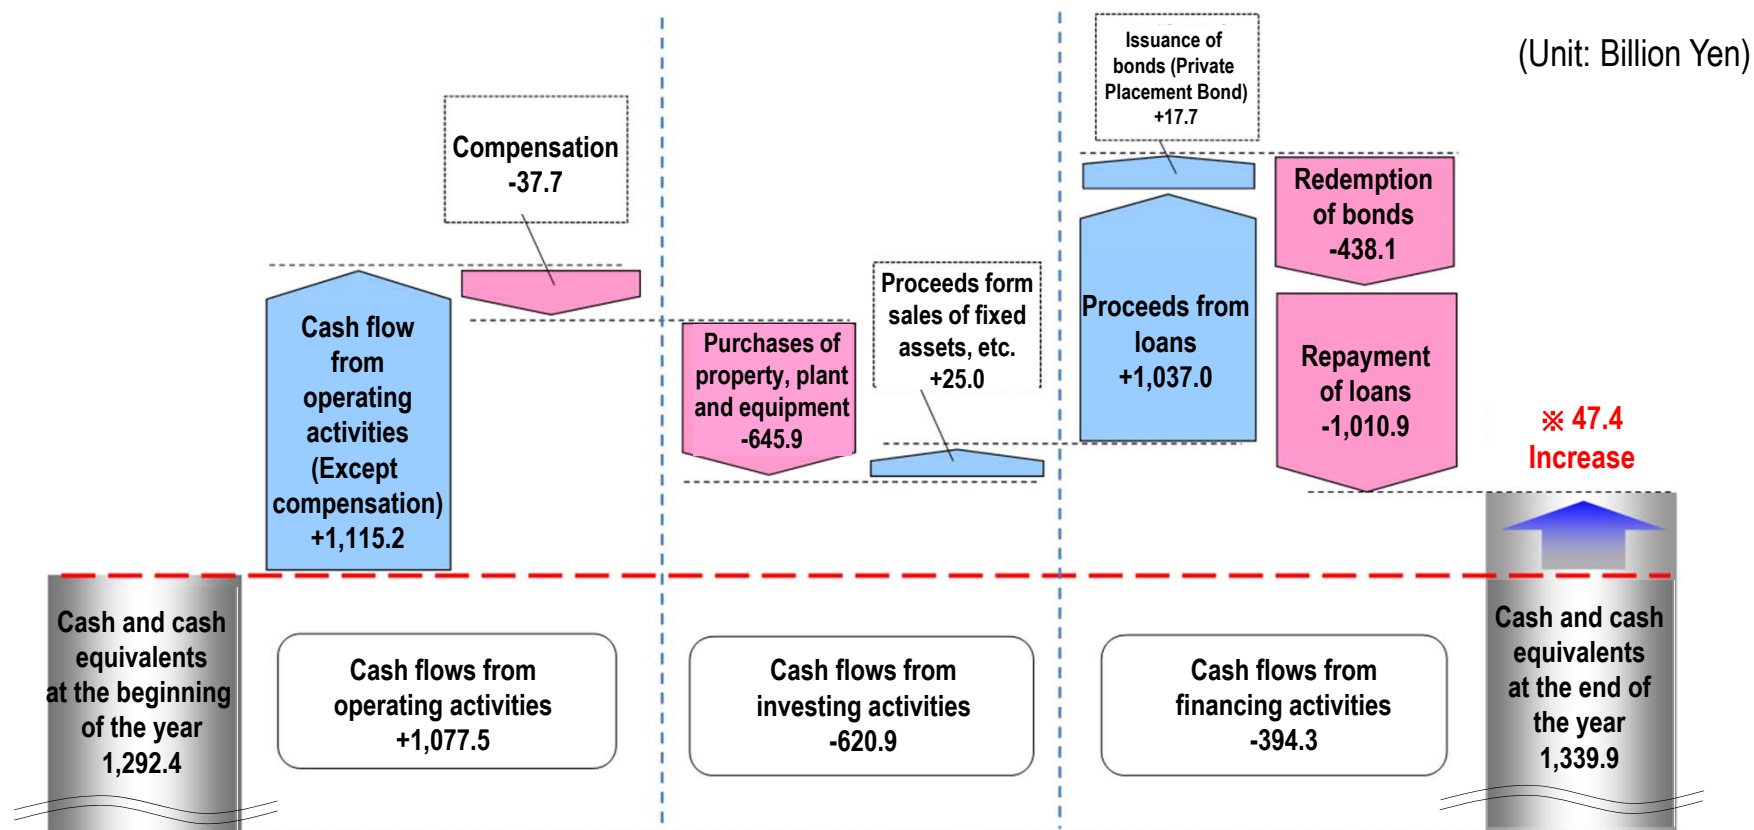 (Unit: Billion Yen)
Compensation
-37.7
Cash flow
from
operating
activities
(Except
compensation)
+1,115.2
Purchases of
property, plant
and equipment
-645.9
Proceeds form
sales of fixed
assets, etc.
+25.0
Issuance of
bonds (Private
Placement Bond)
+17.7
Proceeds from
loans
+1,037.0
Redemption
of bonds
-438.1
Repayment
of loans
-1,010.9
※ 47.4
Increase
Cash and cash
equivalents
at the beginning
of the year
1,292.4
Cash flows from
operating activities
+1,077.5
Cash flows from
investing activities
-620.9
Cash flows from
financing activities
-394.3
Cash and cash
equivalents
at the end of
the year
1,339.9